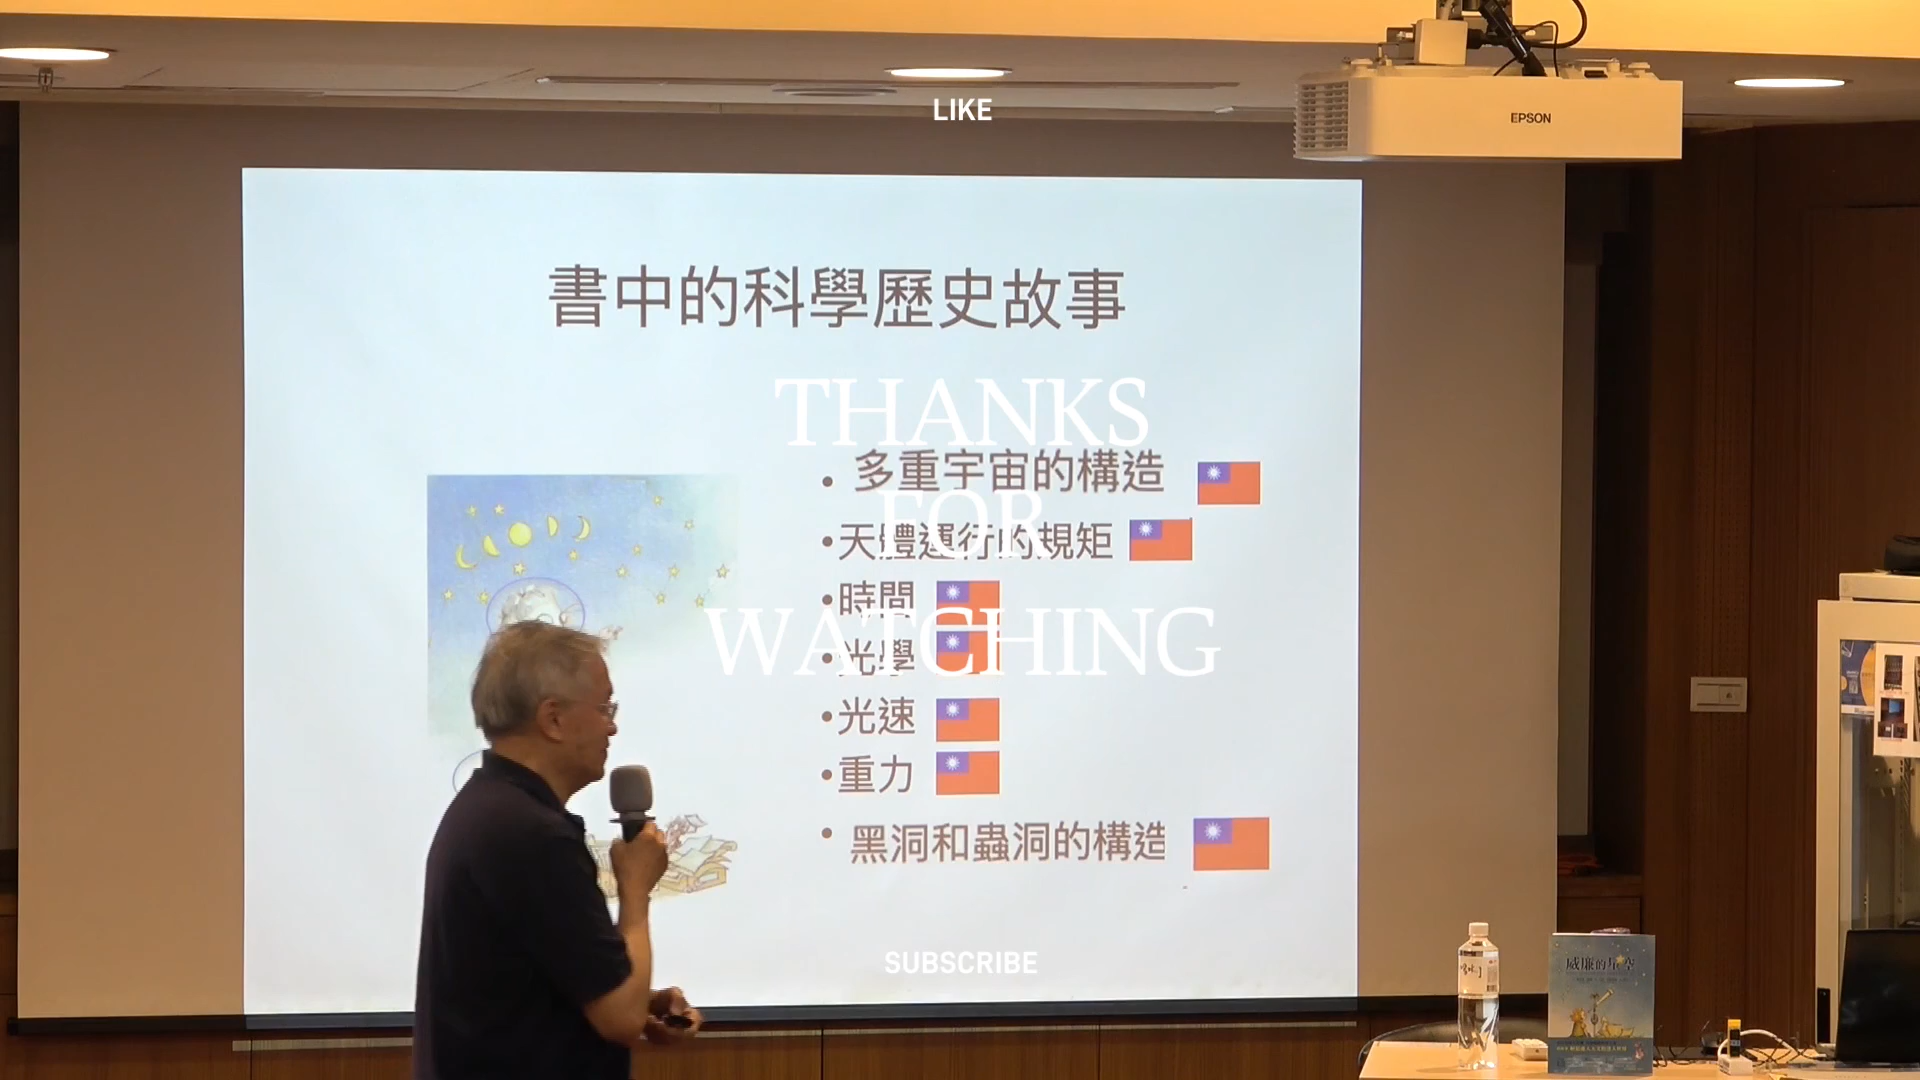 LIKE
EPSON
書中的科學歷史故事
THANKS
• 多重宇宙的構造
FOR
•天體運行的規矩
•時間
WATCHING
•光學
•光速
•重力
• 黑洞和蟲洞的構造
SUBSCRIBE
威廉的星空